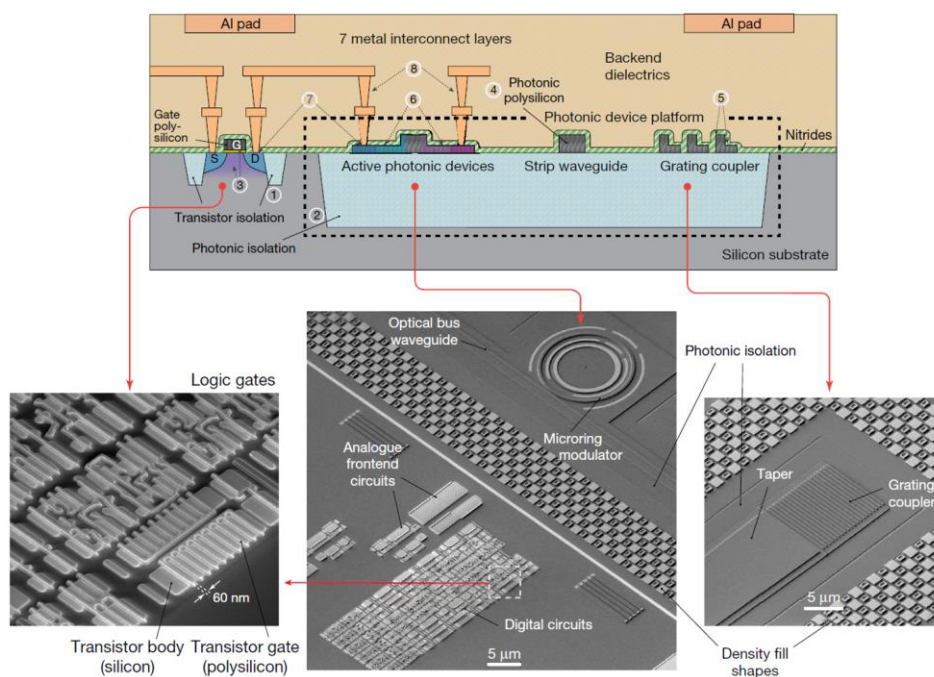 Al pad
Al pad
7 metal interconnect layers
Backend
dielectrics
8
4
Photonic
polysilicon
5
Gate
poly-
silicon
7
6
Photonic device platform
Nitrides
G
S
D
3
1
Active photonic devices
Strip waveguide
Grating coupler
Transistor isolation
2
Photonic isolation
Silicon substrate
Optical bus
waveguide
Photonic isolation
Logic gates
Microring
modulator
Analogue
frontend
circuits
Taper
Grating
coupler
60 nm
5 μm
Digital circuits
Transistor body
(silicon)
Transistor gate
(polysilicon)
5 μm
Density fill
shapes